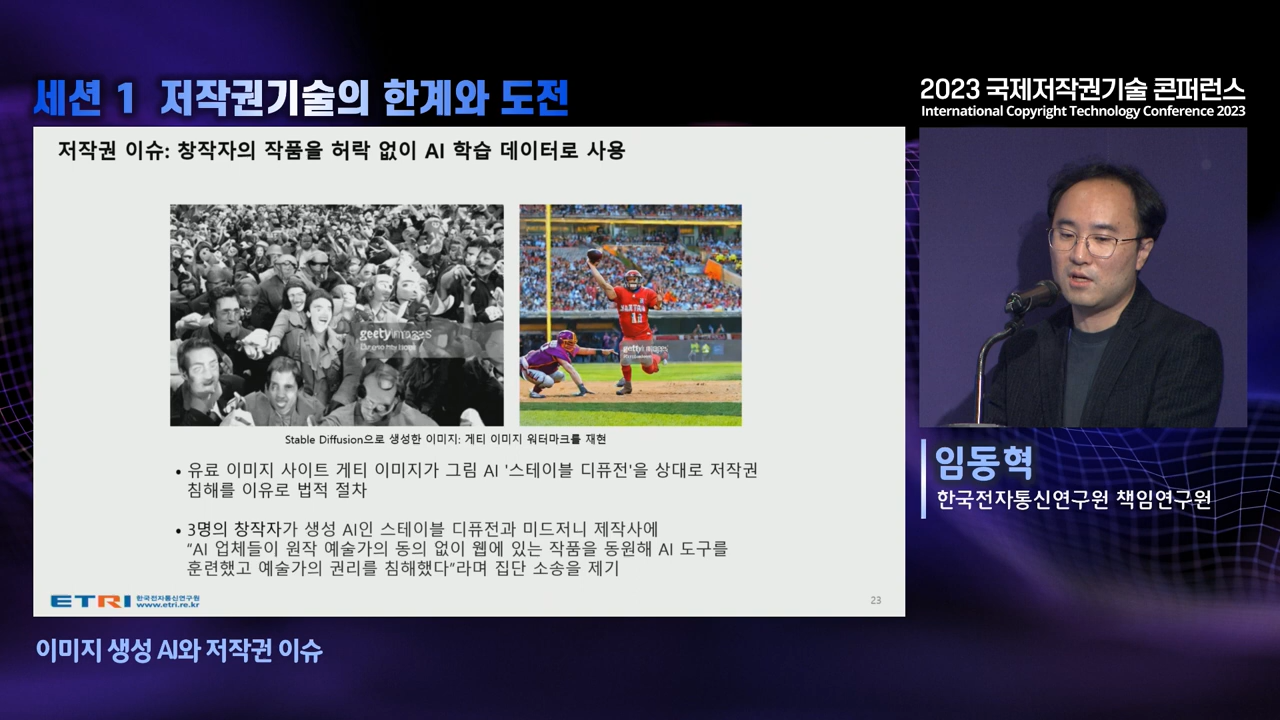 세션 1 저작권기술의 한계와 도전
2023 국제저작권기술 콘퍼런스
International Copyright Technology Conference 2023
저작권 이슈: 창작자의 작품을 허락 없이 AI 학습 데이터로 사용
Stable Diffusion으로 생성한 이미지: 게티 이미지 워터마크를 재현
• 유료 이미지 사이트 게티 이미지가 그림 AI '스테이블 디퓨전'을 상대로 저작권
침해를 이유로 법적 절차
• 3명의 창작자가 생성 AI인 스테이블 디퓨전과 미드저니 제작사에
“AI 업체들이 원작 예술가의 동의 없이 웹에 있는 작품을 동원해 AI 도구를
훈련했고 예술가의 권리를 침해했다”라며 집단 소송을 제기
ETRI 한국전자통신연구원
www.etri.re.kr
23
임동혁
한국전자통신연구원 책임연구원
이미지 생성 AI와 저작권 이슈